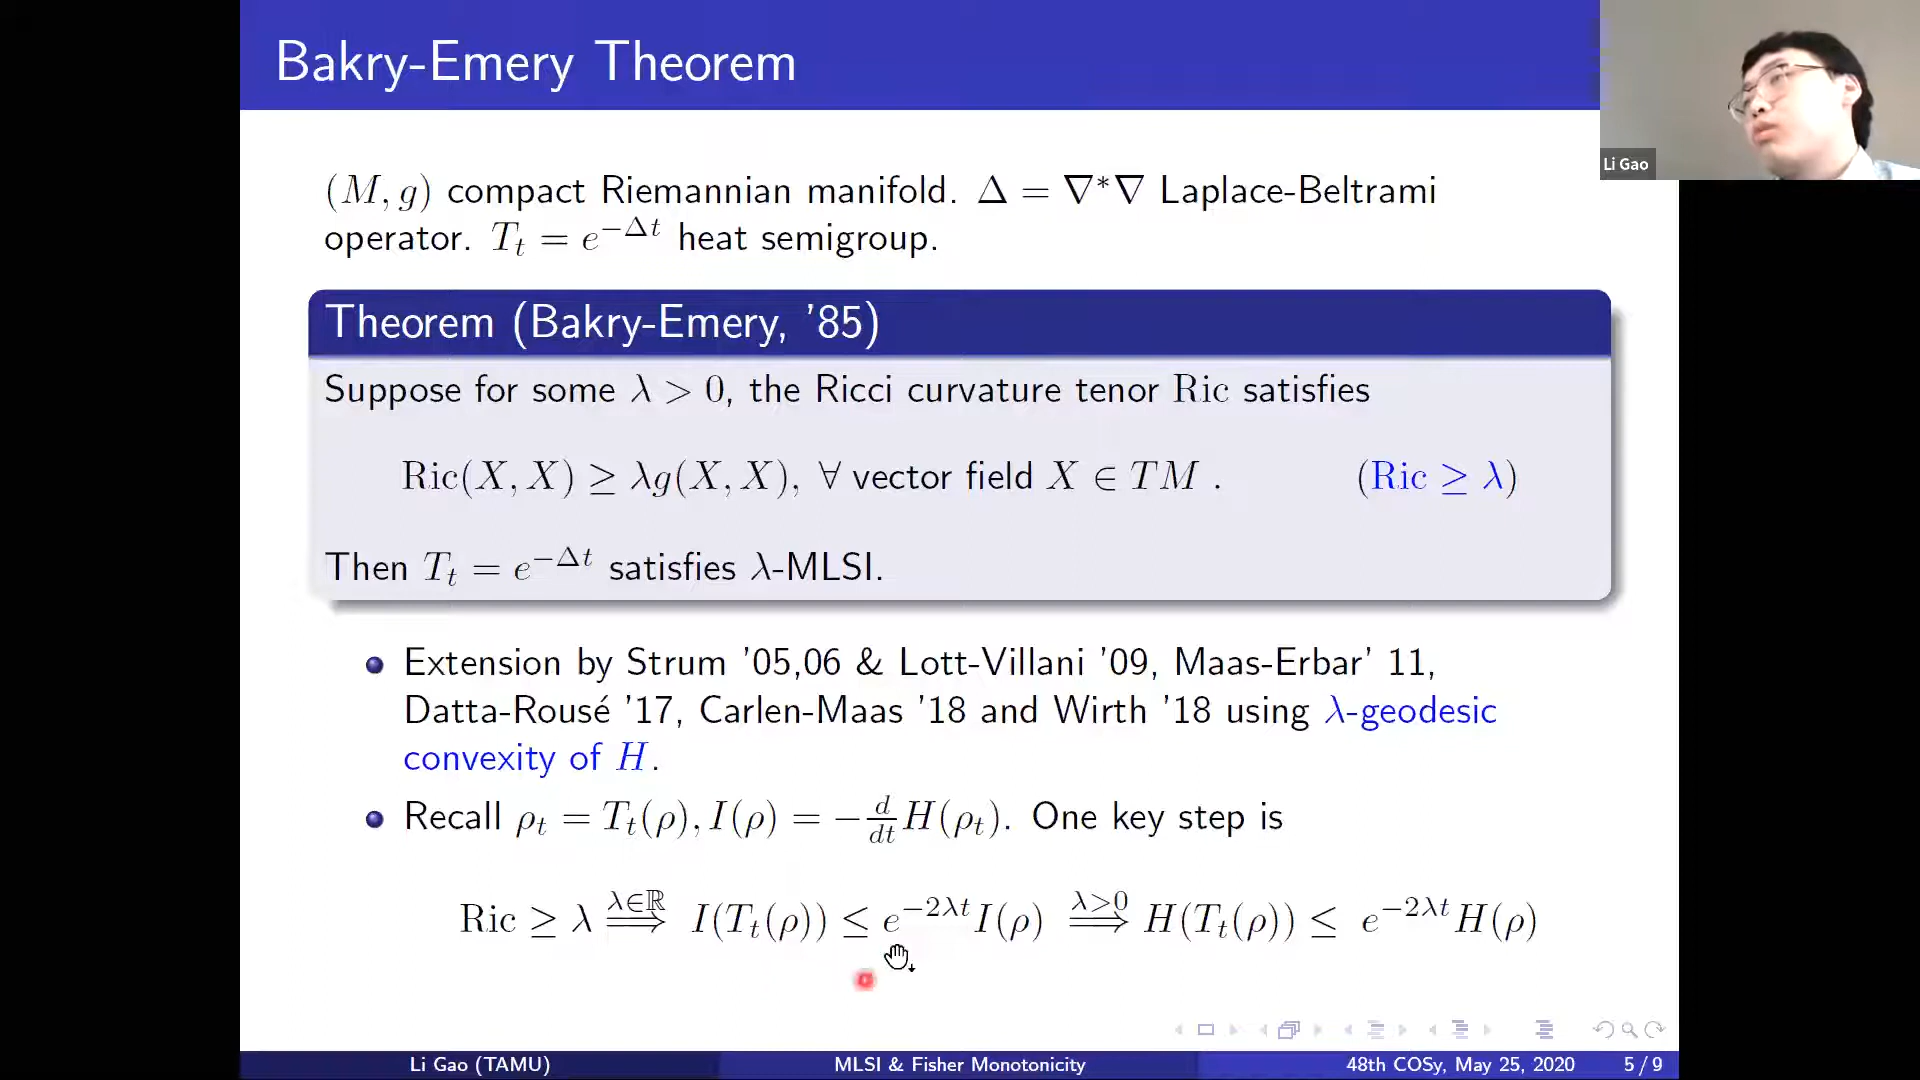 Bakry-Emery Theorem
Li Gao
(M, g) compact Riemannian manifold. Δ = ∇*∇ Laplace-Beltrami
operator. T_t = e^{-Δt} heat semigroup.
Theorem (Bakry-Emery, '85)
Suppose for some λ > 0, the Ricci curvature tenor Ric satisfies
Ric(X, X) ≥ λg(X, X), ∀ vector field X ∈ TM . (Ric ≥ λ)
Then T_t = e^{-Δt} satisfies λ-MLSI.
Extension by Strum '05,06 & Lott-Villani '09, Maas-Erbar' 11,
Datta-Rousé '17, Carlen-Maas '18 and Wirth '18 using λ-geodesic
convexity of H.
Recall ρ_t = T_t(ρ), I(ρ) = -\frac{d}{dt}H(ρ_t). One key step is
Ric ≥ λ \overset{λ∈ℝ}{⟹} I(T_t(ρ)) ≤ e^{-2λt}I(ρ) \overset{λ>0}{⟹} H(T_t(ρ)) ≤ e^{-2λt}H(ρ)
Li Gao (TAMU) MLSI & Fisher Monotonicity 48th COSy, May 25, 2020 5 / 9